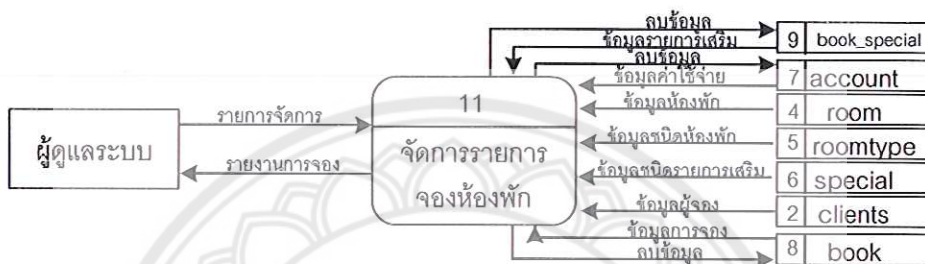 ลบข้อมูล
ข้อมูลรายการเสริม
9 book_special
ลบข้อมูล
ข้อมูลค่าใช้จ่าย
7 account
11
ข้อมูลห้องพัก
4 room
รายการจัดการ
ผู้ดูแลระบบ
จัดการรายการ
จองห้องพัก
ข้อมูลชนิดห้องพัก
5 roomtype
รายงานการจอง
ข้อมูลชนิดรายการเสริม
6 special
ข้อมูลผู้จอง
2 clients
ข้อมูลการจอง
ลบข้อมูล
8 book